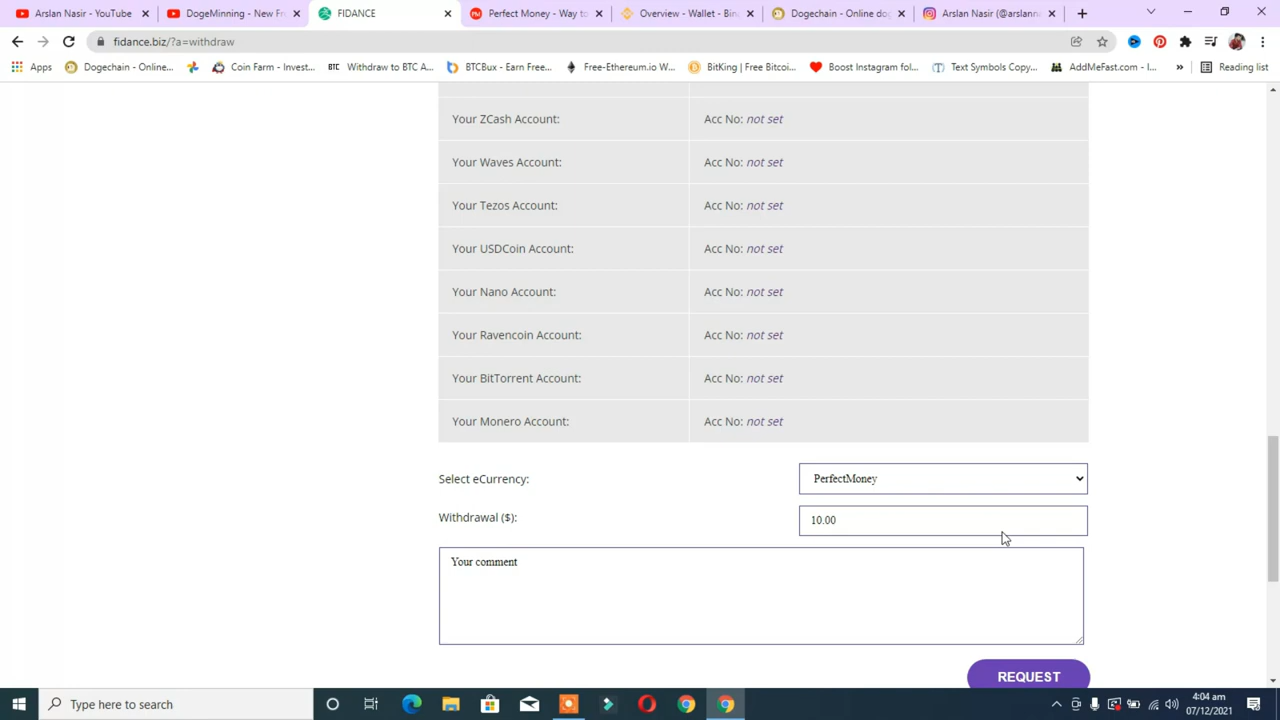 Arslan Nasir - YouTube
DogeMinning - New Fr
FIDANCE
Perfect Money - Way to
Overview - Wallet - Bin
Dogechain - Online dog
Arslan Nasir (@arslann
fidance.biz/?a=withdraw
Apps
Dogechain - Online...
Coin Farm - Invest...
BTC Withdraw to BTC A...
BTCBux - Earn Free...
Free-Ethereum.io W...
BitKing | Free Bitcoi...
Boost Instagram fol...
Text Symbols Copy...
AddMeFast.com - I...
»
Reading list
Your ZCash Account: Acc No: not set
Your Waves Account: Acc No: not set
Your Tezos Account: Acc No: not set
Your USDCoin Account: Acc No: not set
Your Nano Account: Acc No: not set
Your Ravencoin Account: Acc No: not set
Your BitTorrent Account: Acc No: not set
Your Monero Account: Acc No: not set
Select eCurrency: PerfectMoney
Withdrawal ($): 10.00
Your comment
REQUEST
Type here to search
4:04 am
07/12/2021